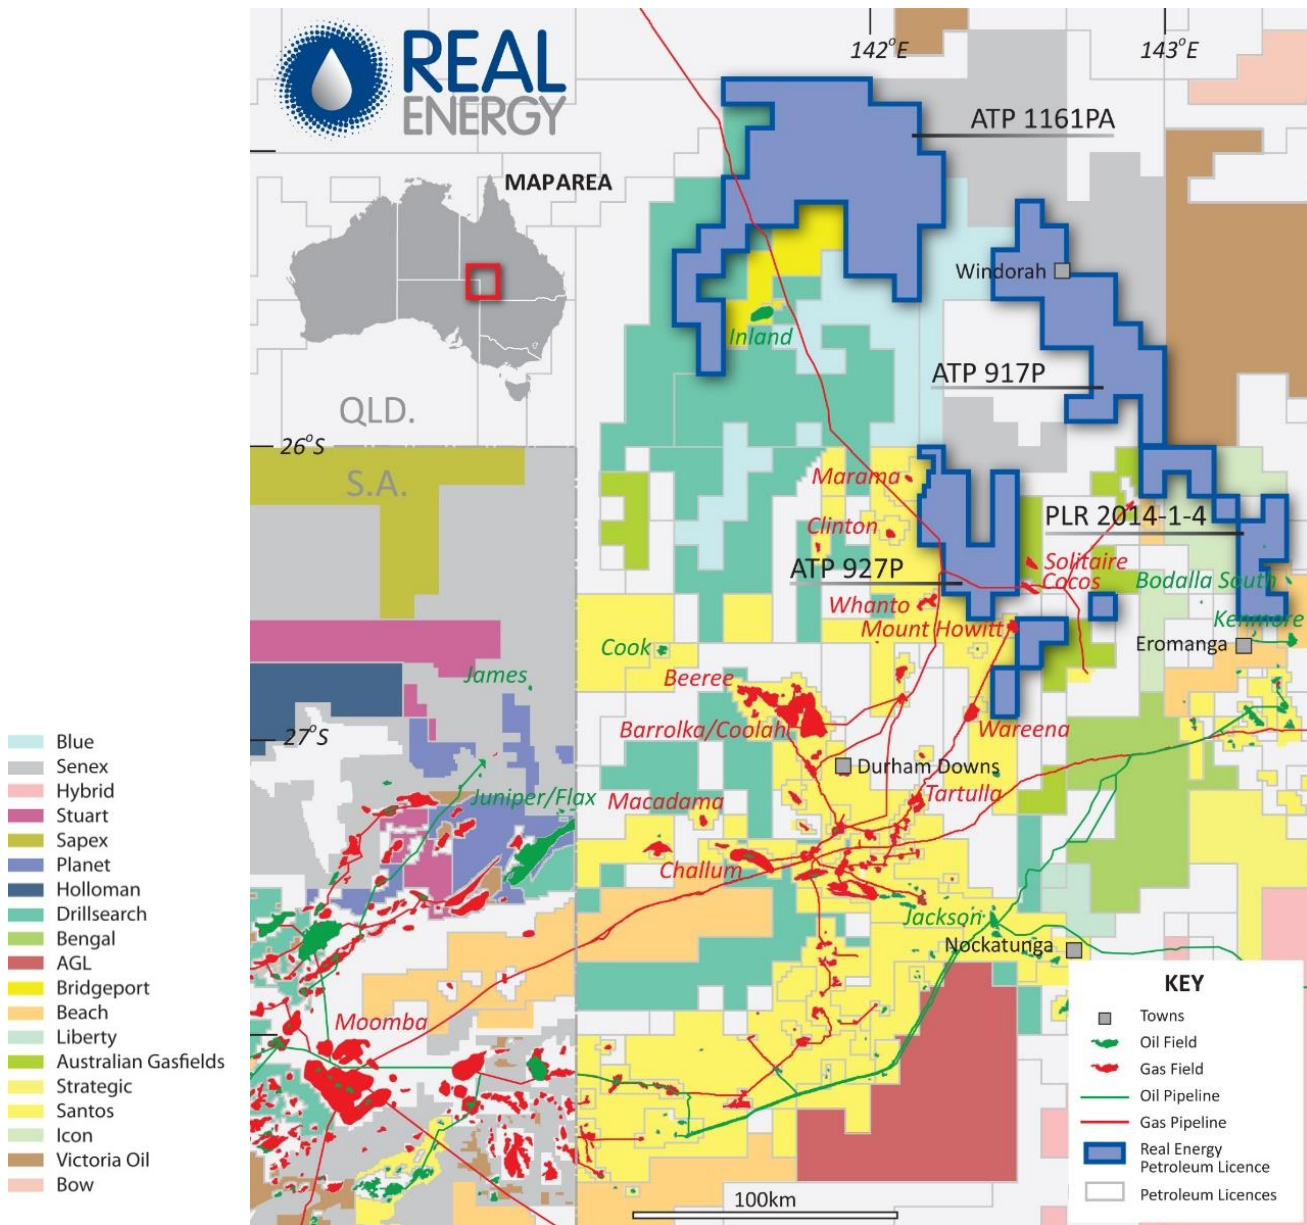 REAL
ENERGY
142°E
143°E
ATP 1161PA
MAP AREA
Windorah
Inland
ATP 917P
QLD.
26°S
S.A.
Marama
Clinton
PLR 2014-1-4
ATP 927P
Solitaire
Cocos
Bodalla South
Whanto
Mount Howitt
Kenmore
Cook
Eromanga
James
Beeree
Barrolka/Coolah
Wareena
27°S
Durham Downs
Juniper/Flax
Macadama
Tartulla
Challum
Jackson
Nockatunga
Moomba
Blue
Senex
Hybrid
Stuart
Sapex
Planet
Holloman
Drillsearch
Bengal
AGL
Bridgeport
Beach
Liberty
Australian Gasfields
Strategic
Santos
Icon
Victoria Oil
Bow
KEY
Towns
Oil Field
Gas Field
Oil Pipeline
Gas Pipeline
Real Energy
Petroleum Licence
Petroleum Licences
100km